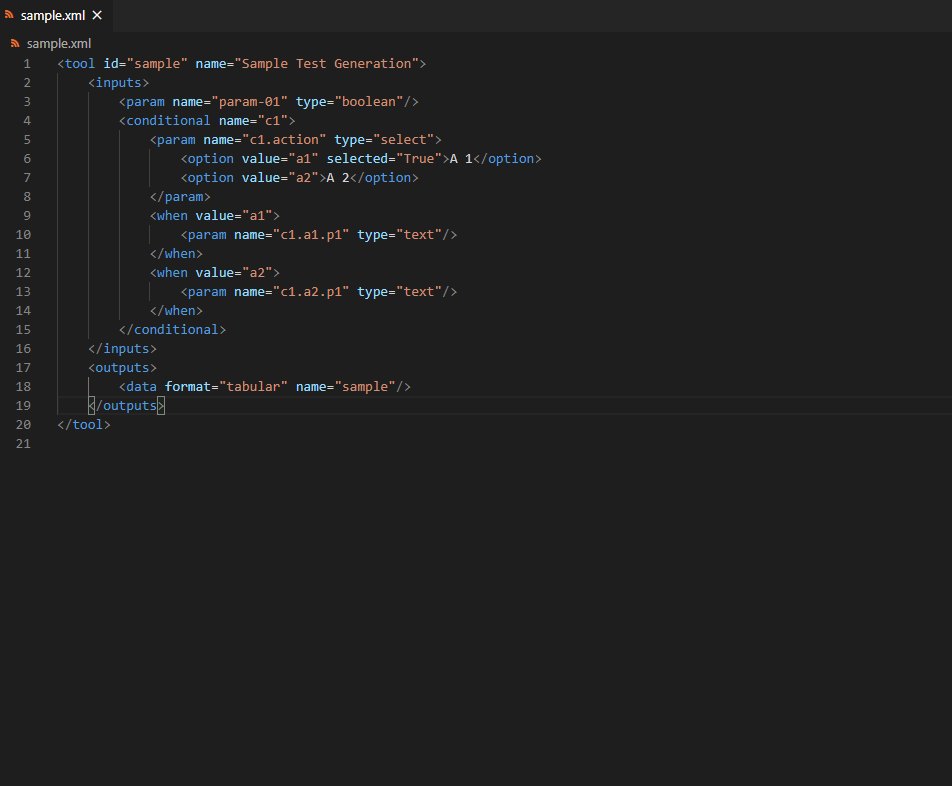 sample.xml
sample.xml
1 <tool id="sample" name="Sample Test Generation">
2     <inputs>
3         <param name="param-01" type="boolean"/>
4         <conditional name="c1">
5             <param name="c1.action" type="select">
6                 <option value="a1" selected="True">A 1</option>
7                 <option value="a2">A 2</option>
8             </param>
9             <when value="a1">
10                 <param name="c1.a1.p1" type="text"/>
11             </when>
12             <when value="a2">
13                 <param name="c1.a2.p1" type="text"/>
14             </when>
15         </conditional>
16     </inputs>
17     <outputs>
18         <data format="tabular" name="sample"/>
19     </outputs>
20 </tool>
21